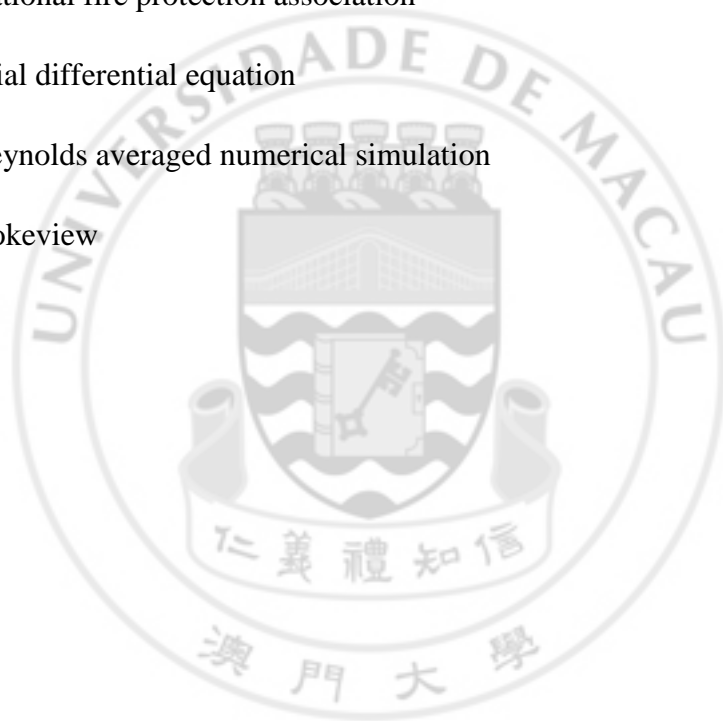 ational fire protection association
ial differential equation
eynolds averaged numerical simulation
okeview
UNIVERSIDADE DE MACAU
仁義禮知信
澳門大學